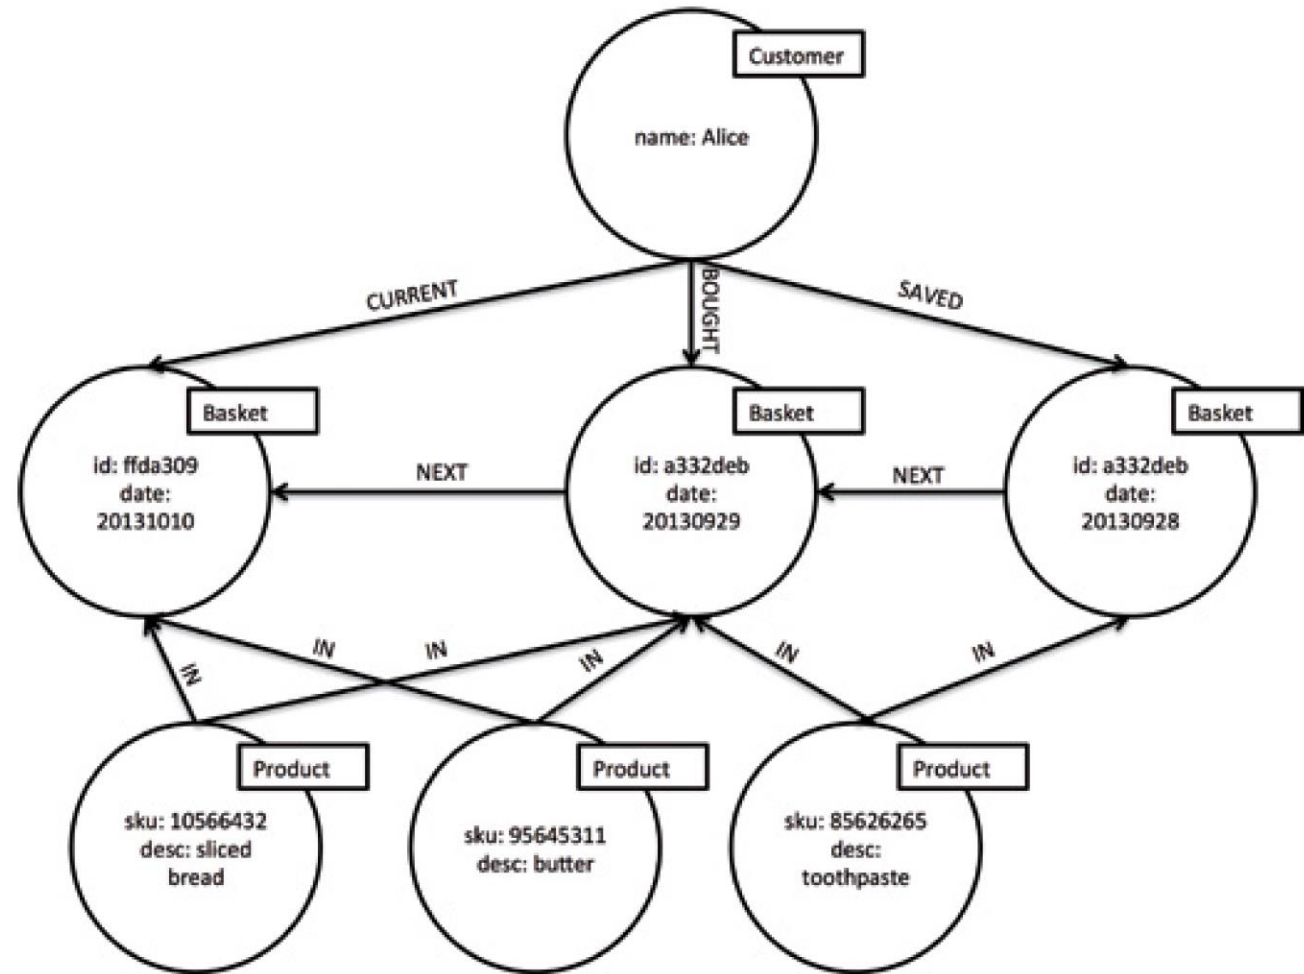 Customer
name: Alice
CURRENT
BOUGHT
SAVED
Basket
id: ffda309
date:
20131010
NEXT
Basket
id: a332deb
date:
20130929
NEXT
Basket
id: a332deb
date:
20130928
IN
IN
IN
IN
IN
IN
Product
sku: 10566432
desc: sliced
bread
Product
sku: 95645311
desc: butter
Product
sku: 85626265
desc:
toothpaste